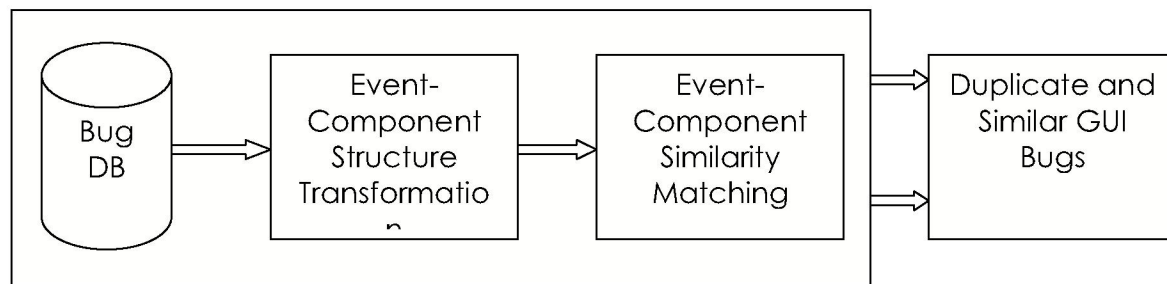 Bug
DB
Event-
Component
Structure
Transformatio
n
Event-
Component
Similarity
Matching
Duplicate and
Similar GUI
Bugs